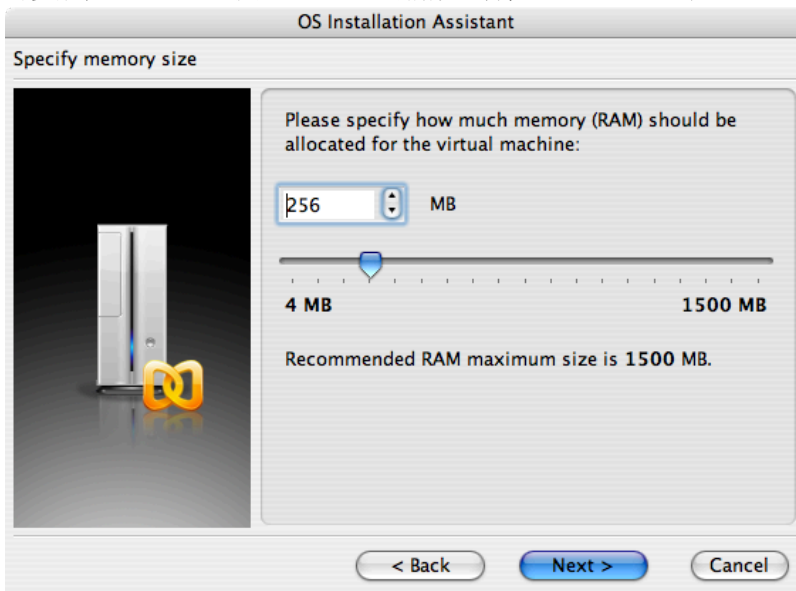 OS Installation Assistant
Specify memory size
Please specify how much memory (RAM) should be
allocated for the virtual machine:
256 MB
4 MB 1500 MB
Recommended RAM maximum size is 1500 MB.
< Back Next > Cancel